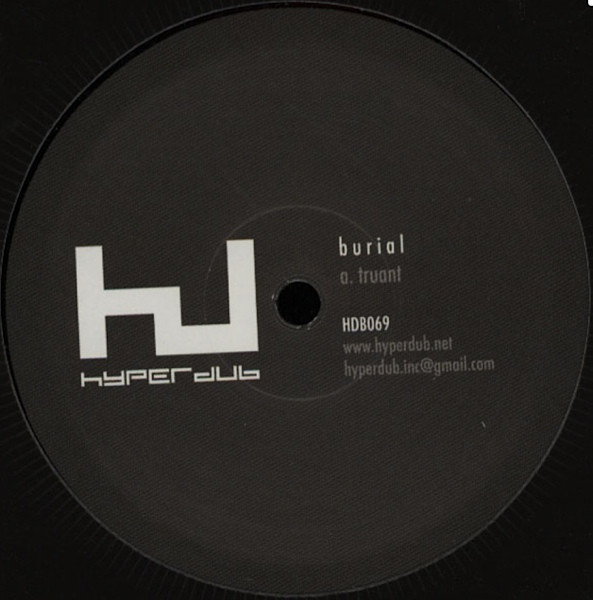 hyperdub
burial
a. truant
HDB069
www.hyperdub.net
hyperdub.inc@gmail.com